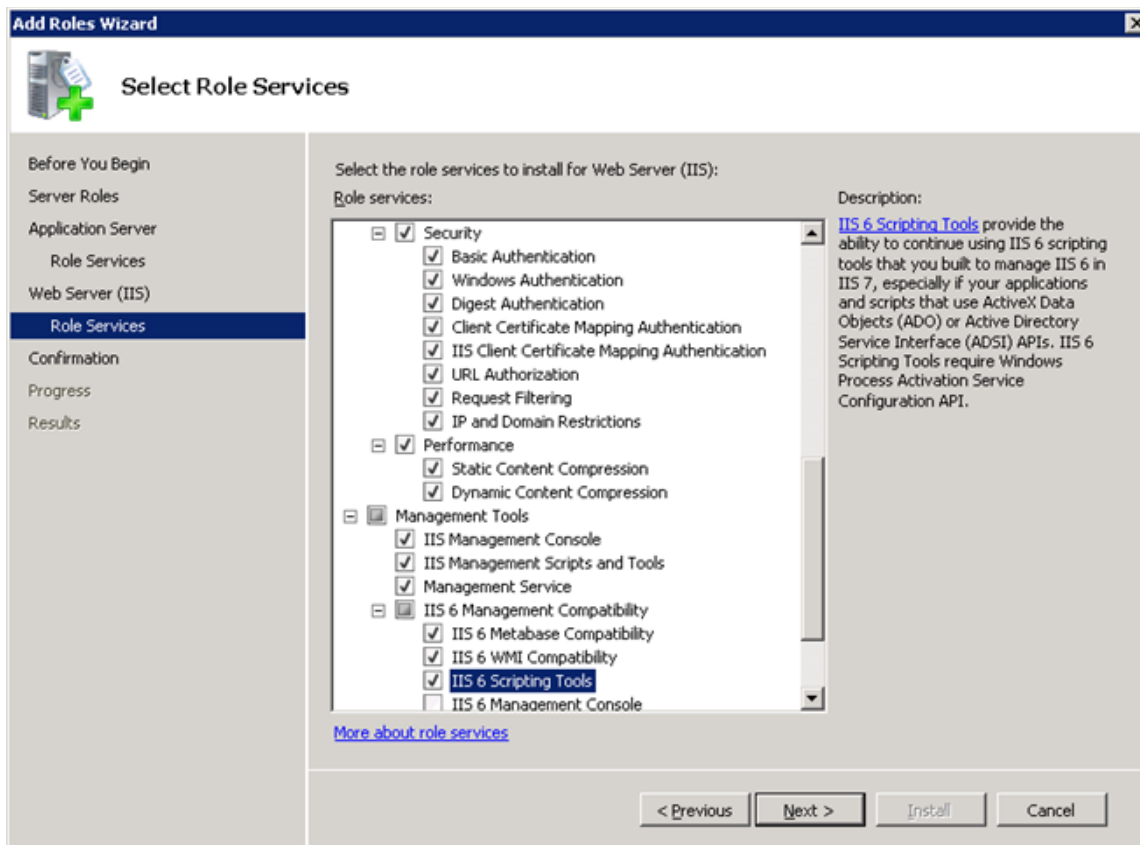 Add Roles Wizard
Select Role Services
Before You Begin
Server Roles
Application Server
Role Services
Web Server (IIS)
Role Services
Confirmation
Progress
Results
Select the role services to install for Web Server (IIS):
Role services:
Security
Basic Authentication
Windows Authentication
Digest Authentication
Client Certificate Mapping Authentication
IIS Client Certificate Mapping Authentication
URL Authorization
Request Filtering
IP and Domain Restrictions
Performance
Static Content Compression
Dynamic Content Compression
Management Tools
IIS Management Console
IIS Management Scripts and Tools
Management Service
IIS 6 Management Compatibility
IIS 6 Metabase Compatibility
IIS 6 WMI Compatibility
IIS 6 Scripting Tools
IIS 6 Management Console
More about role services
Description:
IIS 6 Scripting Tools provide the
ability to continue using IIS 6 scripting
tools that you built to manage IIS 6 in
IIS 7, especially if your applications
and scripts that use ActiveX Data
Objects (ADO) or Active Directory
Service Interface (ADSI) APIs. IIS 6
Scripting Tools require Windows
Process Activation Service
Configuration API.
< Previous
Next >
Install
Cancel